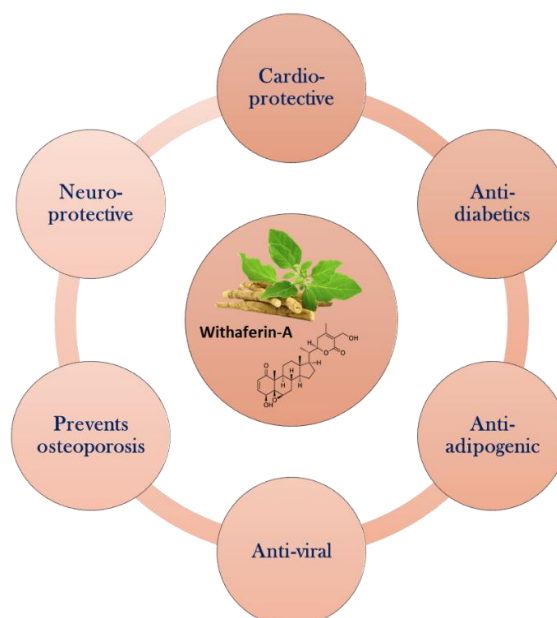 Cardio-
protective
Neuro-
protective
Anti-
diabetics
Withaferin-A
OH
H
O
O
O
H
H
H
H
OH
O
Prevents
osteoporosis
Anti-
adipogenic
Anti-viral